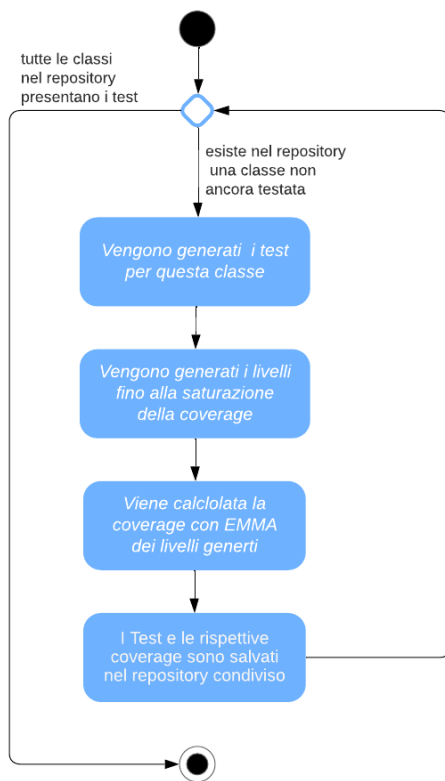 tutte le classi
nel repository
presentano i test
esiste nel repository
una classe non
ancora testata
Vengono generati i test
per questa classe
Vengono generati i livelli
fino alla saturazione
della coverage
Viene calclolata la
coverage con EMMA
dei livelli generti
I Test e le rispettive
coverage sono salvati
nel repository condiviso